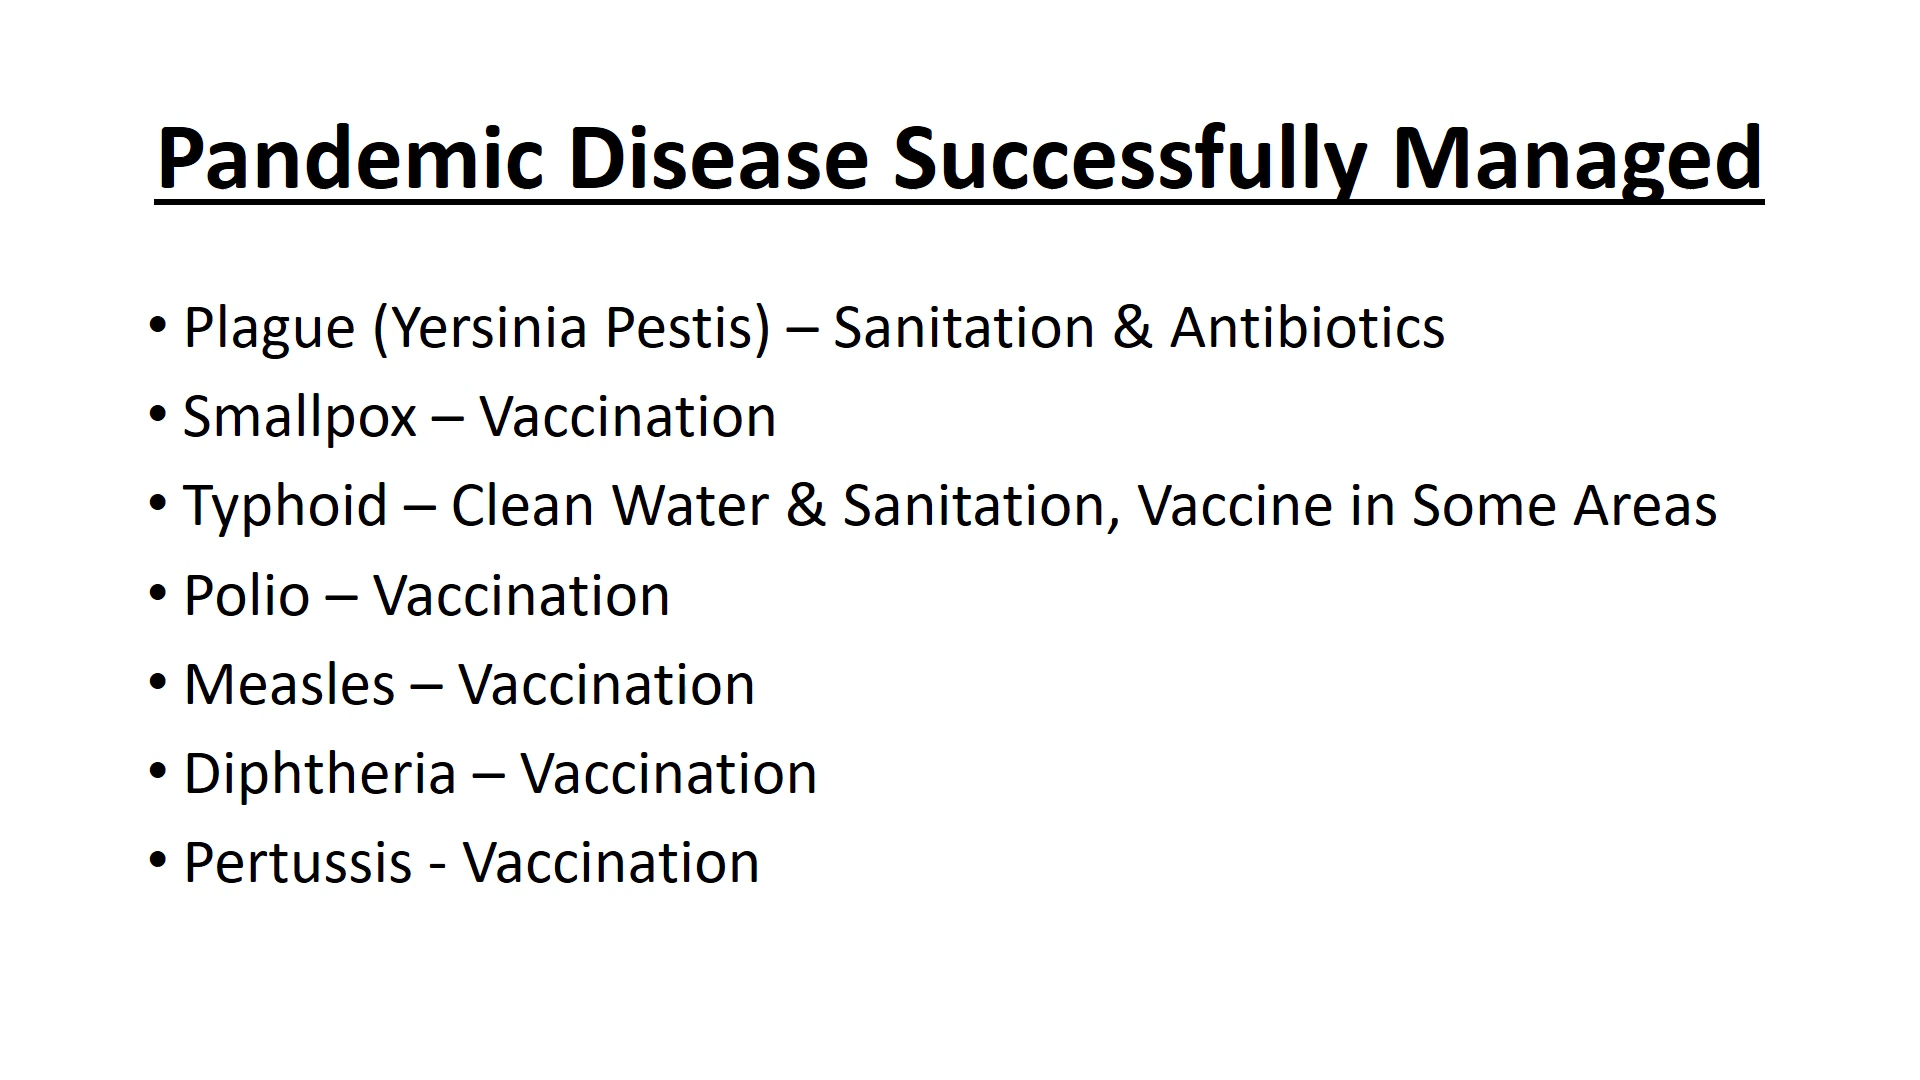 Pandemic Disease Successfully Managed
• Plague (Yersinia Pestis) – Sanitation & Antibiotics
• Smallpox – Vaccination
• Typhoid – Clean Water & Sanitation, Vaccine in Some Areas
• Polio – Vaccination
• Measles – Vaccination
• Diphtheria – Vaccination
• Pertussis - Vaccination